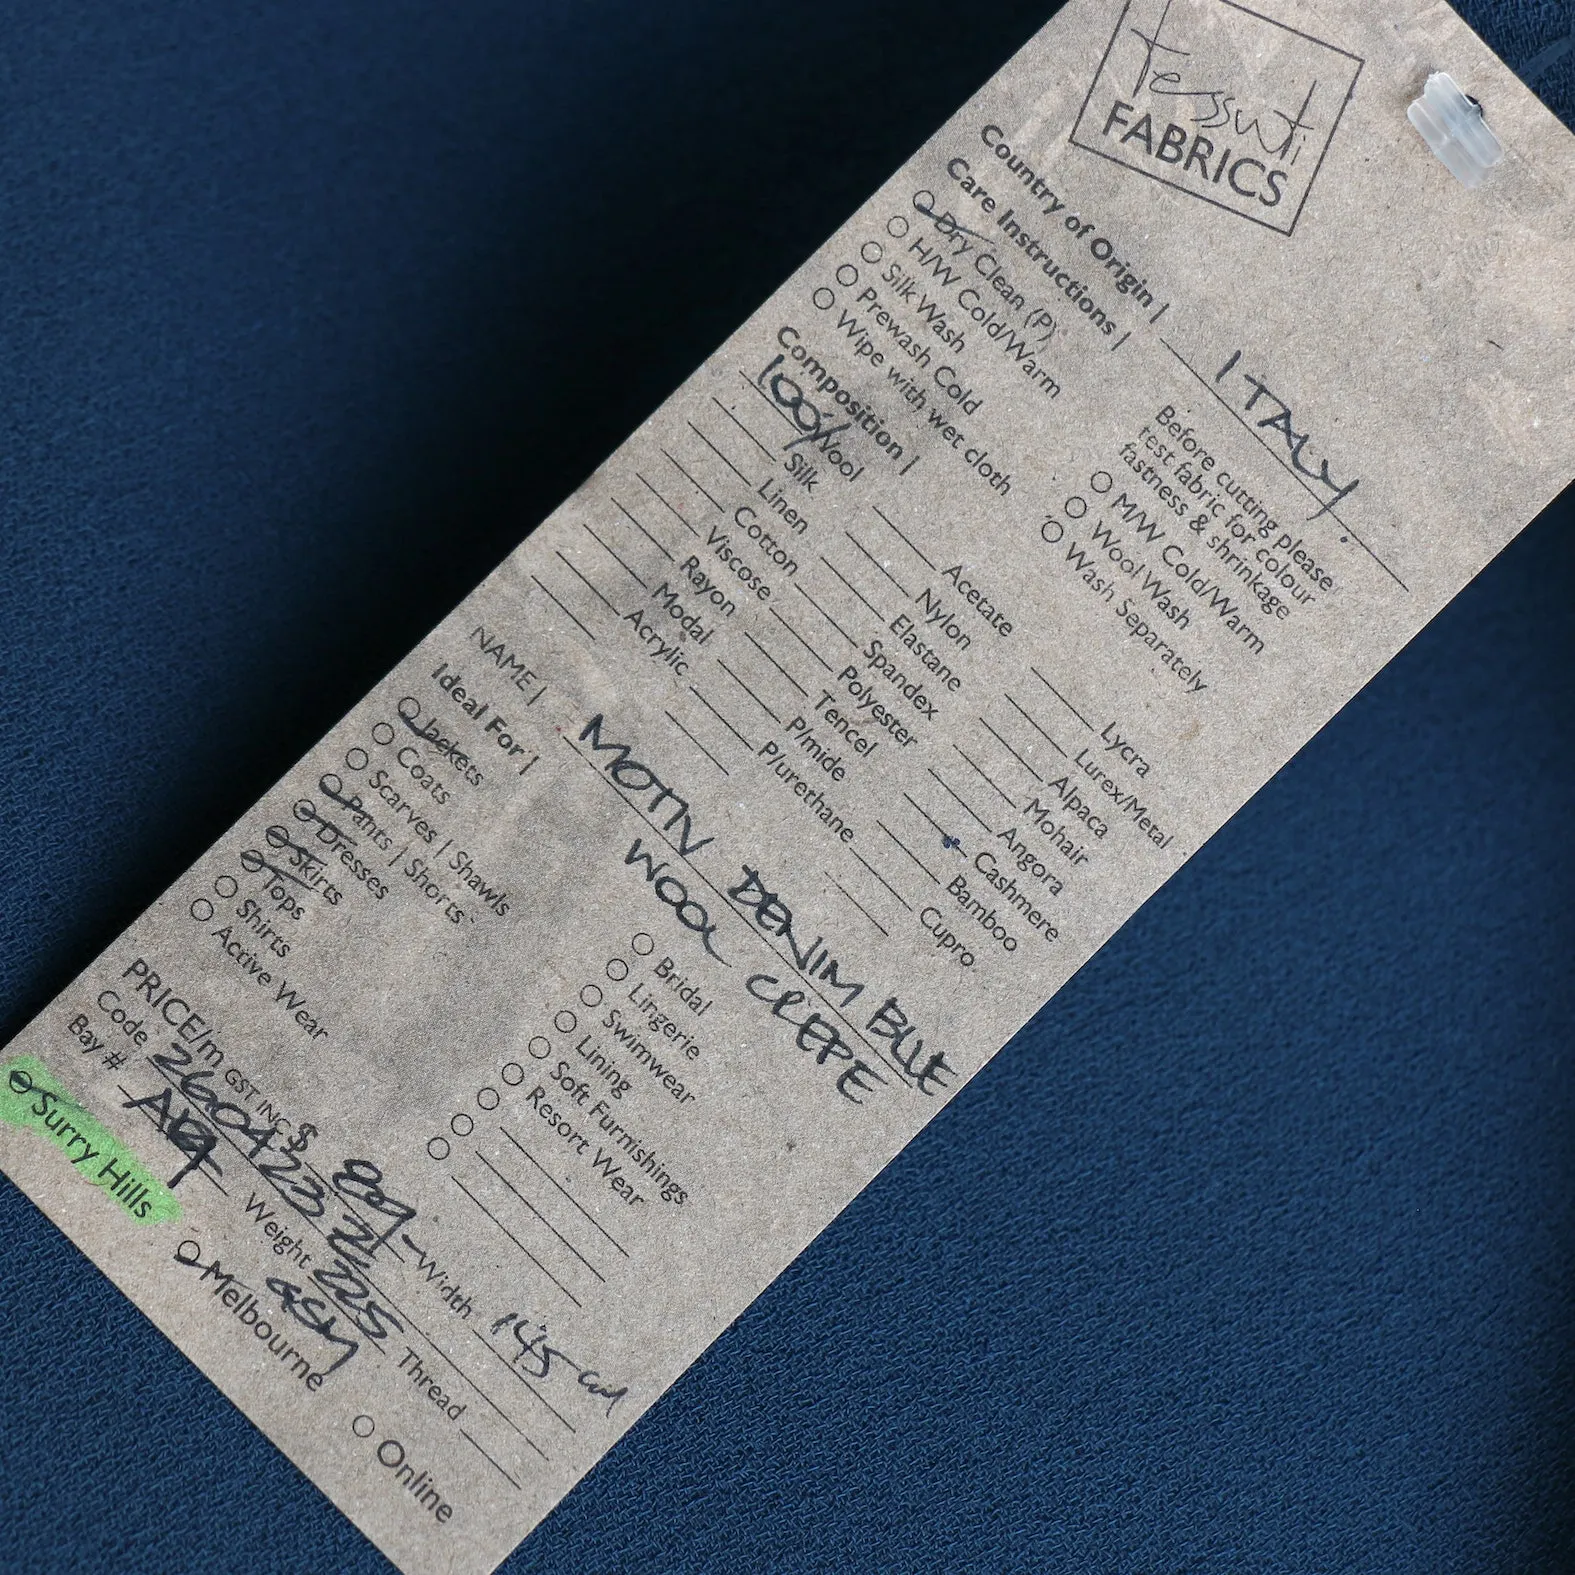 tessuti
FABRICS
Country of Origin | ITALY.
Care Instructions |
Dry Clean (P)
H/W Cold/Warm
Silk Wash
Prewash Cold
Wipe with wet cloth
Before cutting please
test fabric for colour
fastness & shrinkage
M/W Cold/Warm
Wool Wash
Wash Separately
Composition |
100% Wool
Silk
Linen
Cotton
Viscose
Rayon
Modal
Acrylic
Acetate
Nylon
Elastane
Spandex
Polyester
Tencel
P/mide
P/urethane
Lycra
Lurex/Metal
Alpaca
Mohair
Angora
Cashmere
Bamboo
Cupro
NAME | MOTIV DENIM BLUE
WOOL CREPE
Ideal For |
Jackets
Coats
Scarves | Shawls
Pants | Shorts
Dresses
Skirts
Tops
Shirts
Active Wear
Bridal
Lingerie
Swimwear
Lining
Soft Furnishings
Resort Wear
PRICE/m GST INC $ 89- Width 145 cm
Code 260423 Weight 225 Thread
GSM
Bay #
Surry Hills
Melbourne
Online